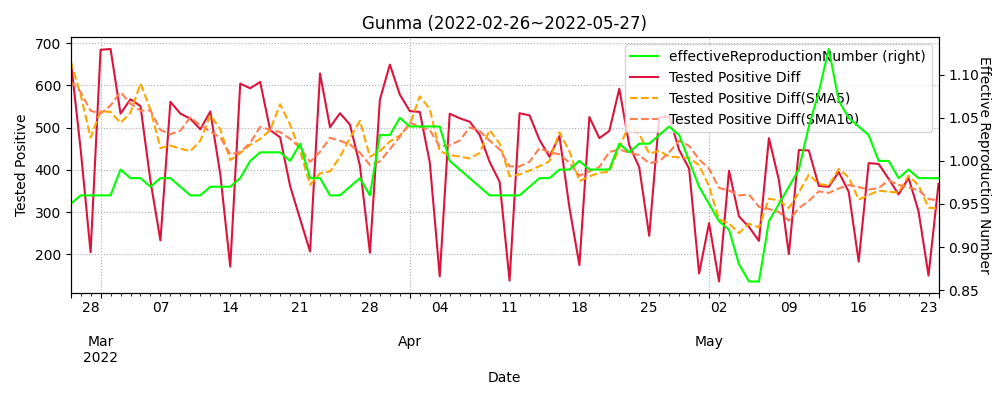 Gunma (2022-02-26~2022-05-27)
effectiveReproductionNumber (right)
Tested Positive Diff
Tested Positive Diff(SMA5)
Tested Positive Diff(SMA10)
Tested Positive
700
600
500
400
300
200
1.10
1.05
1.00
0.95
0.90
0.85
Effective Reproduction Number
28 07 14 21 28 04 11 18 25 02 09 16 23
Mar Apr May
2022
Date